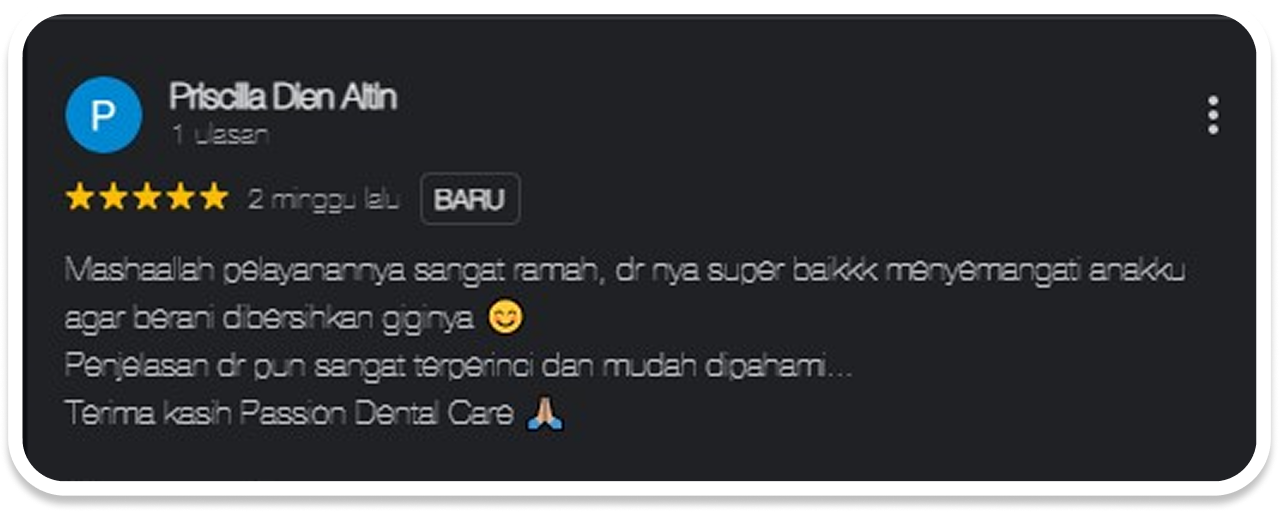 P
Priscilla Dien Altin
1 ulasan
★★★★★ 2 minggu lalu BARU
Mashaallah pelayanannya sangat ramah, dr nya super baikkk menyemangati anakku
agar berani dibersihkan giginya 😊
Penjelasan dr pun sangat terperinci dan mudah dipahami...
Terima kasih Passion Dental Care 🙏🏼